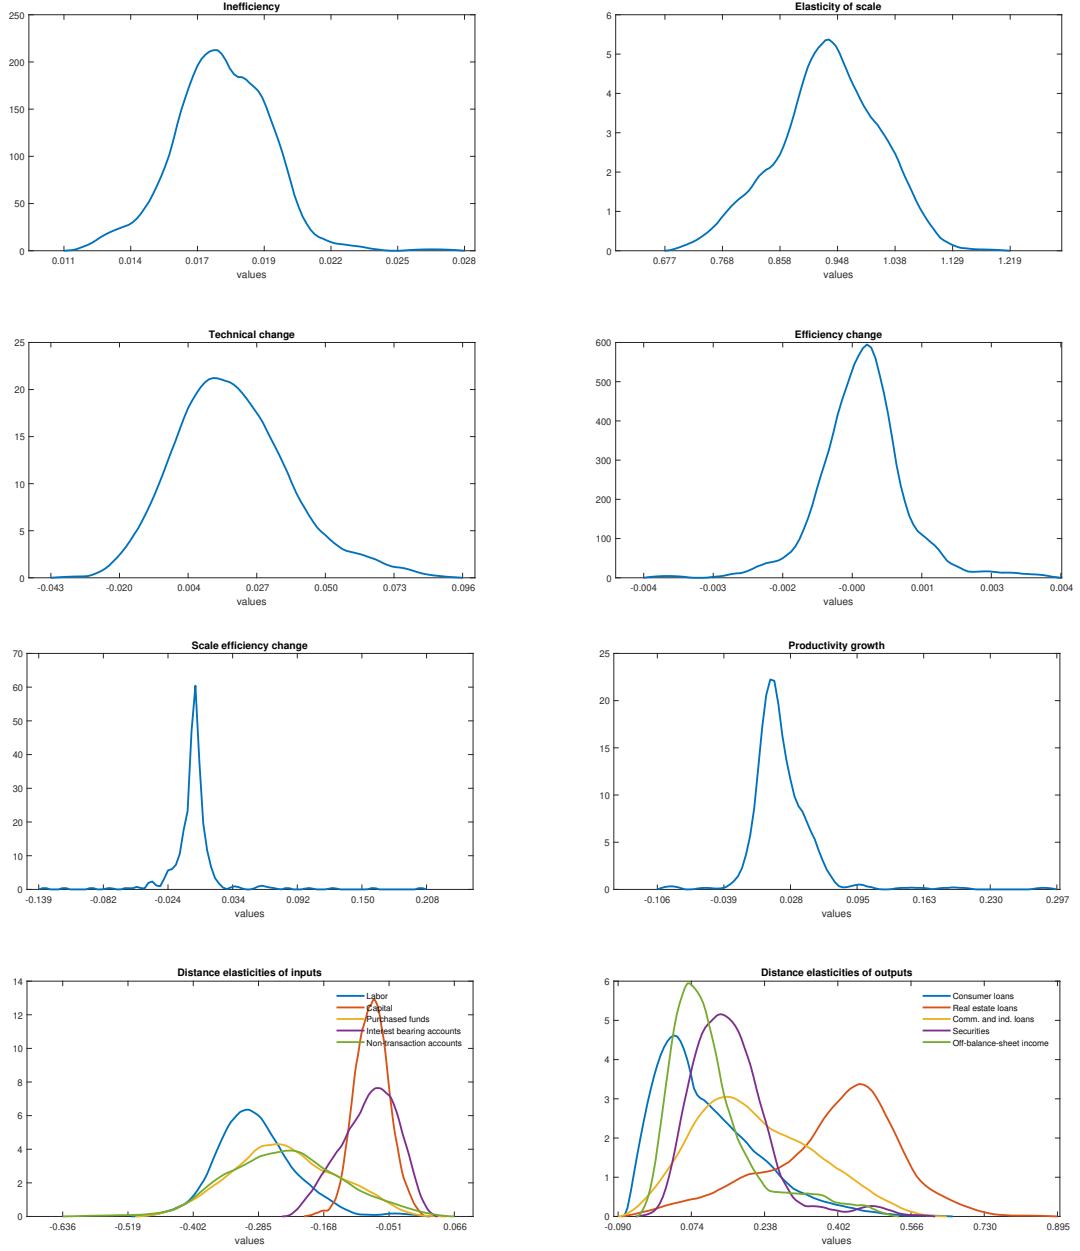 Inefficiency
250
200
150
100
50
0
0.011 0.014 0.017 0.019 0.022 0.025 0.028
values
Elasticity of scale
6
5
4
3
2
1
0
0.677 0.768 0.858 0.948 1.038 1.129 1.219
values
Technical change
25
20
15
10
5
0
-0.043 -0.020 0.004 0.027 0.050 0.073 0.096
values
Efficiency change
600
500
400
300
200
100
0
-0.004 -0.003 -0.002 -0.000 0.001 0.003 0.004
values
Scale efficiency change
70
60
50
40
30
20
10
0
-0.139 -0.082 -0.024 0.034 0.092 0.150 0.208
values
Productivity growth
25
20
15
10
5
0
-0.106 -0.039 0.028 0.095 0.163 0.230 0.297
values
Distance elasticities of inputs
14
12
10
8
6
4
2
0
Labor
Capital
Purchased funds
Interest bearing accounts
Non-transaction accounts
-0.636 -0.519 -0.402 -0.285 -0.168 -0.051 0.066
values
Distance elasticities of outputs
6
5
4
3
2
1
0
Consumer loans
Real estate loans
Comm. and ind. loans
Securities
Off-balance-sheet income
-0.090 0.074 0.238 0.402 0.566 0.730 0.895
values